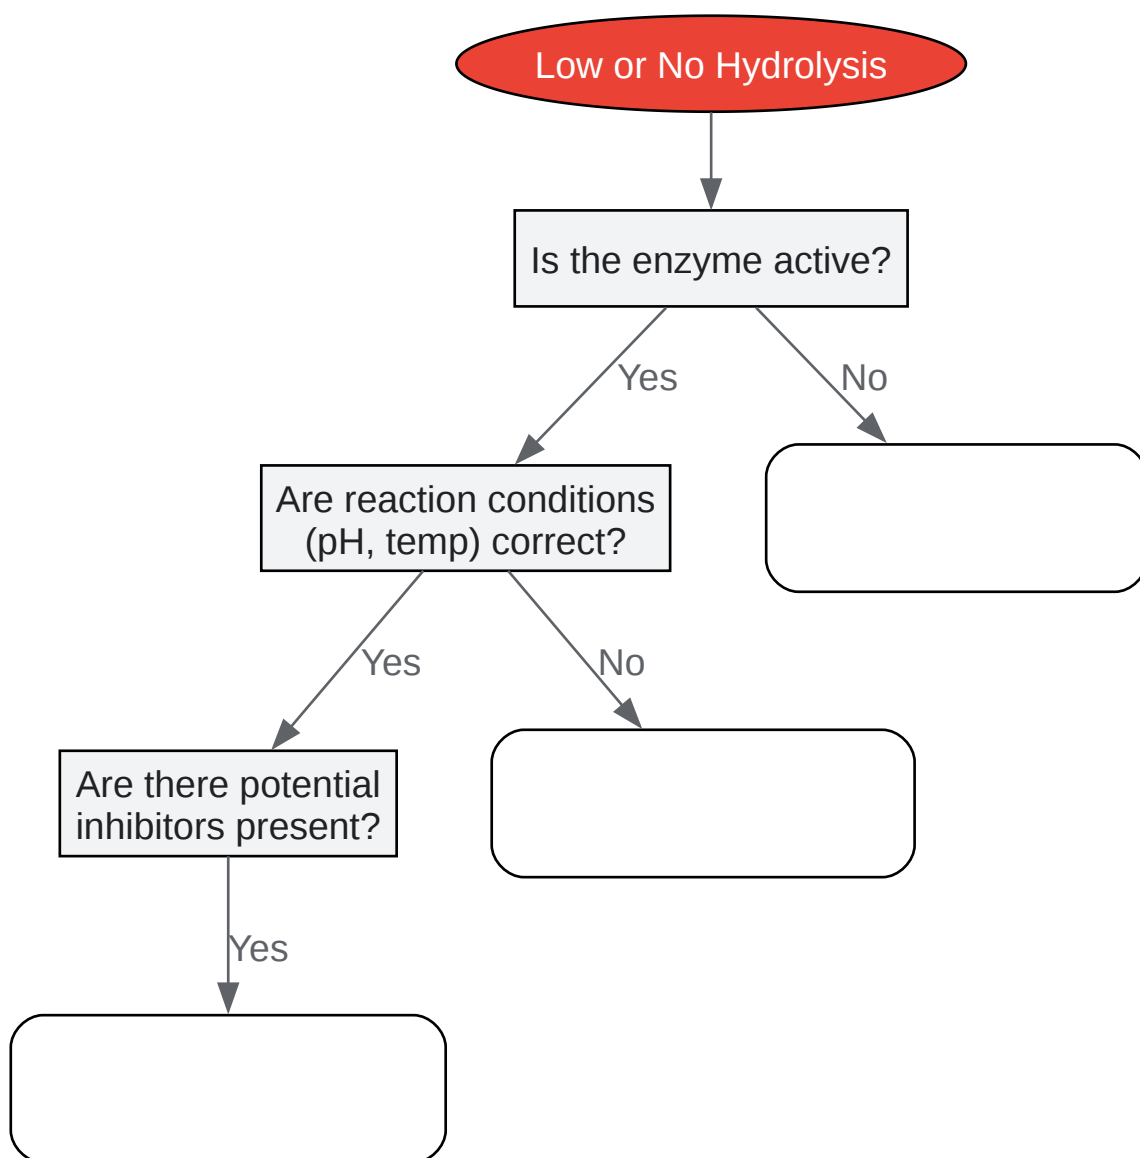 Low or No Hydrolysis
Is the enzyme active?
Yes
No
Are reaction conditions
(pH, temp) correct?
Yes
No
Are there potential
inhibitors present?
Yes